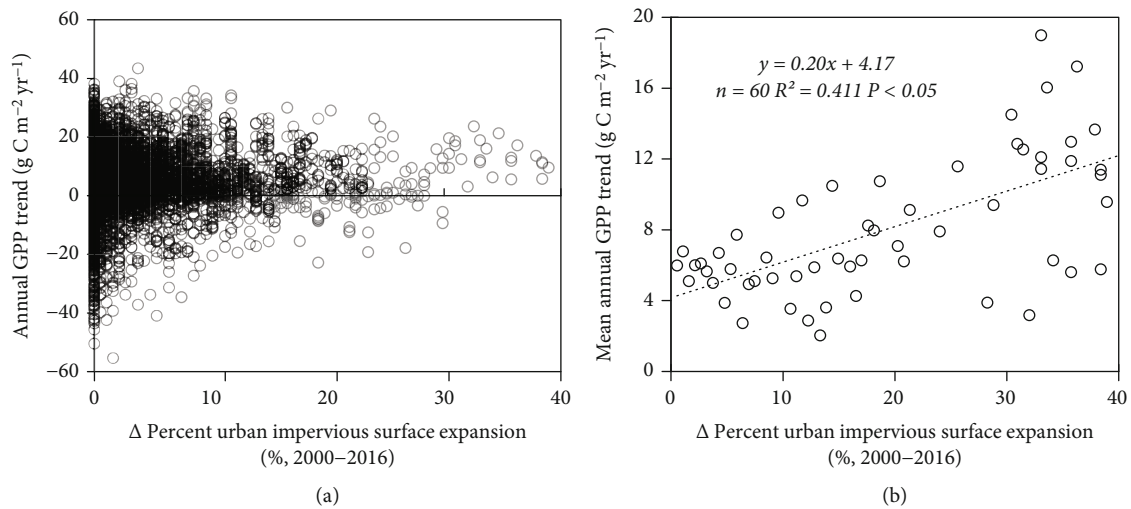 60
40
20
0
−20
−40
−60
Annual GPP trend (g C m−2 yr−1)
0 10 20 30 40
Δ Percent urban impervious surface expansion
(%, 2000−2016)
(a)
20
16
12
8
4
0
Mean annual GPP trend (g C m−2 yr−1)
y = 0.20x + 4.17
n = 60 R² = 0.411 P < 0.05
0 10 20 30 40
Δ Percent urban impervious surface expansion
(%, 2000−2016)
(b)